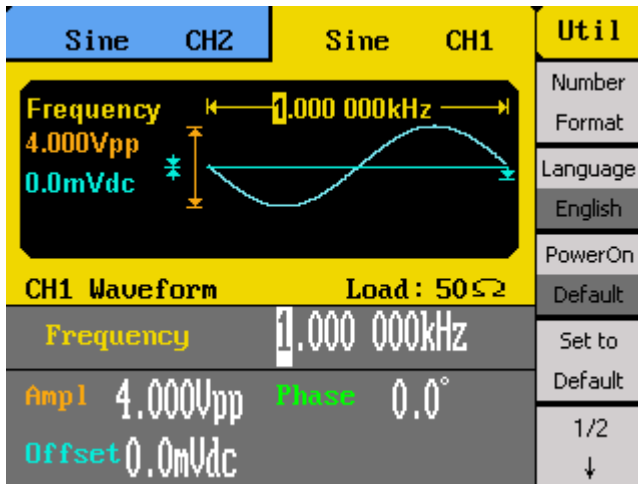 Sine CH2 Sine CH1 Util
Number
Format
Frequency 1.000 000kHz
4.000Vpp
0.0mVdc
Language
English
PowerOn
CH1 Waveform Load: 50Ω
Default
Frequency 1.000 000kHz
Set to
Default
Ampl 4.000Vpp Phase 0.0°
Offset 0.0mVdc
1/2
↓